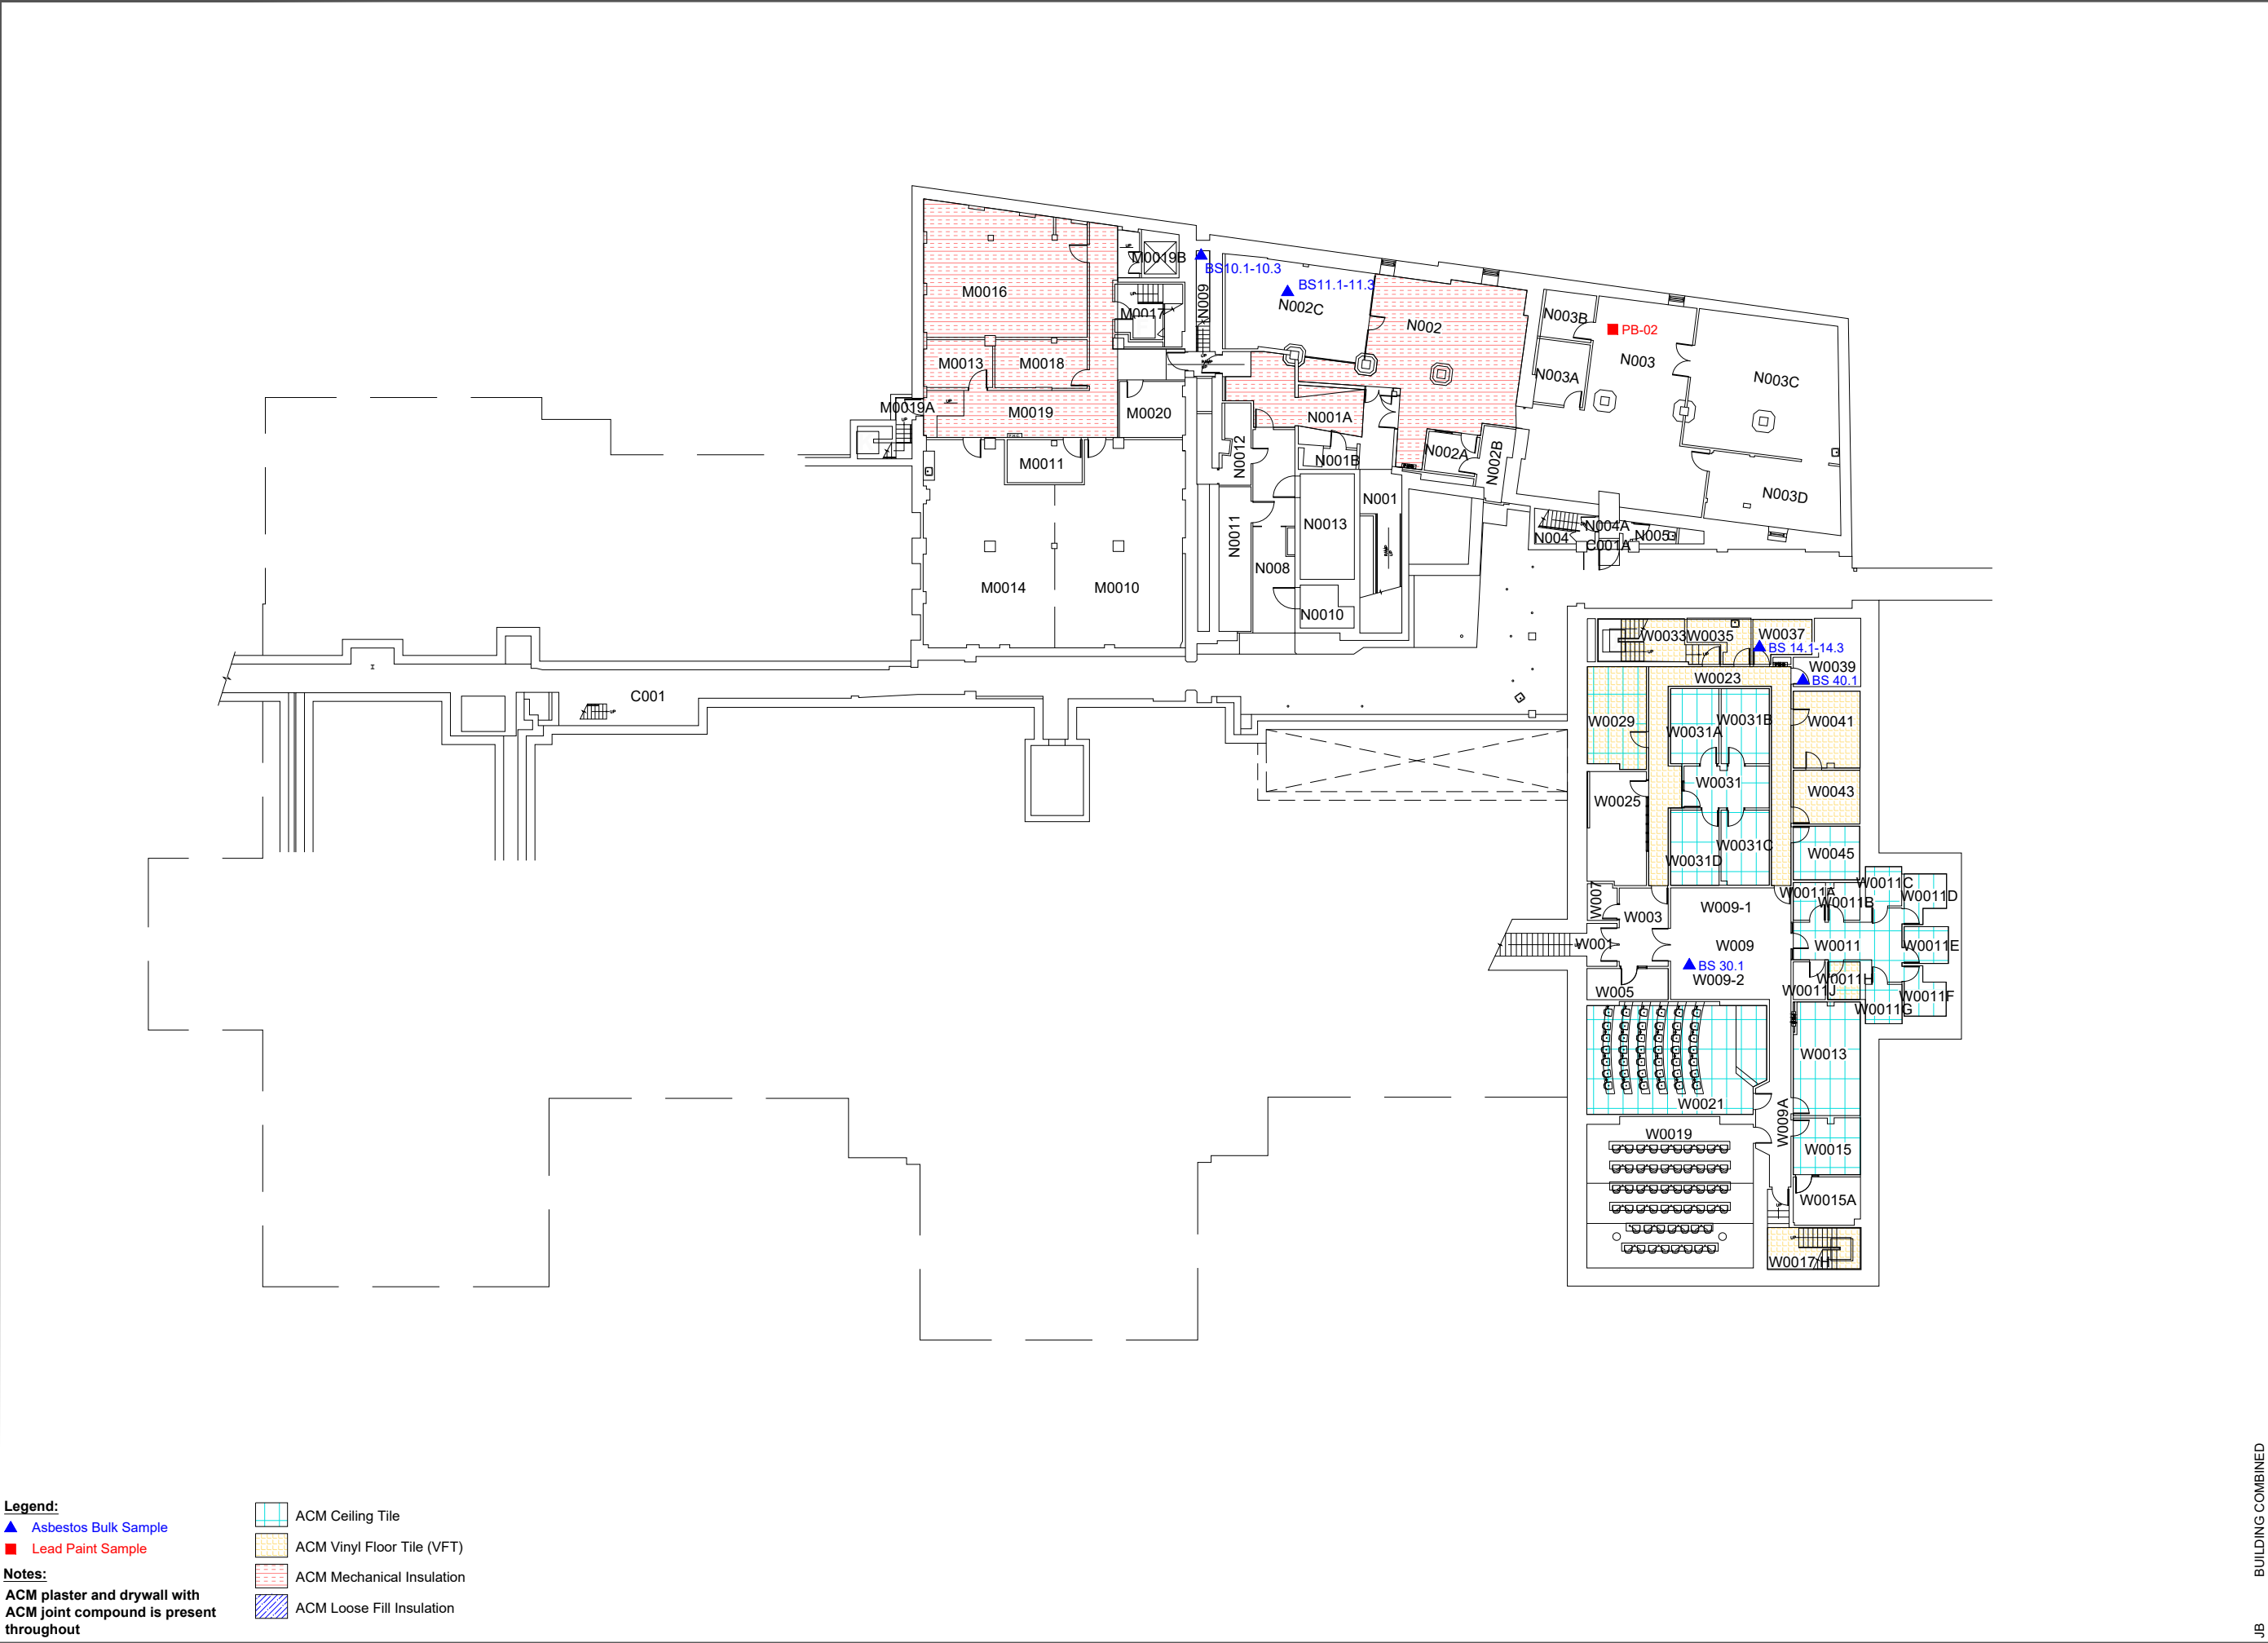 M0019B
BS10.1-10.3
BS11.1-11.3
M0016
N009
N002C
M0017
N002
N003B
PB-02
N003
M0013
M0018
N003A
N003C
M0019A
M0019
M0020
N001A
N0012
M0011
N001B
N002A
N002B
N001
N003D
N0013
N0011
N004
N004A
N005
C001A
N008
M0014
M0010
N0010
W0033
W0035
W0037
BS 14.1-14.3
W0039
BS 40.1
W0023
C001
W0029
W0031B
W0031A
W0041
W0031
W0043
W0025
W0031C
W0031D
W0045
W0011C
W007
W0011A
W0011B
W0011D
W009-1
W003
W001
W009
W0011
W0011E
BS 30.1
W009-2
W0011H
W005
W0011J
W0011F
W0011G
W0013
W0021
W009A
W0019
W0015
W0015A
W0017
BUILDING COMBINED
JB
Legend:
Asbestos Bulk Sample
Lead Paint Sample
Notes:
ACM plaster and drywall with
ACM joint compound is present
throughout
ACM Ceiling Tile
ACM Vinyl Floor Tile (VFT)
ACM Mechanical Insulation
ACM Loose Fill Insulation